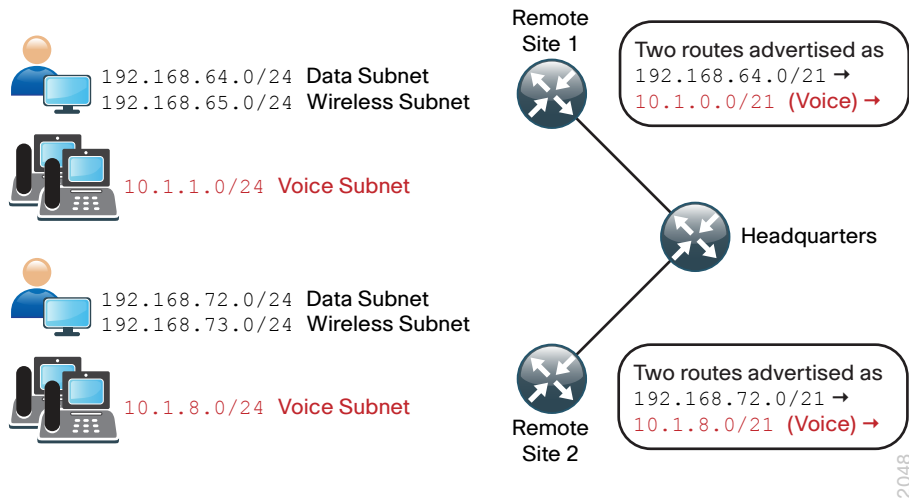 Remote
Site 1
Two routes advertised as
192.168.64.0/21 →
10.1.0.0/21 (Voice) →
192.168.64.0/24 Data Subnet
192.168.65.0/24 Wireless Subnet
10.1.1.0/24 Voice Subnet
Headquarters
192.168.72.0/24 Data Subnet
192.168.73.0/24 Wireless Subnet
10.1.8.0/24 Voice Subnet
Two routes advertised as
192.168.72.0/21 →
10.1.8.0/21 (Voice) →
Remote
Site 2
2048